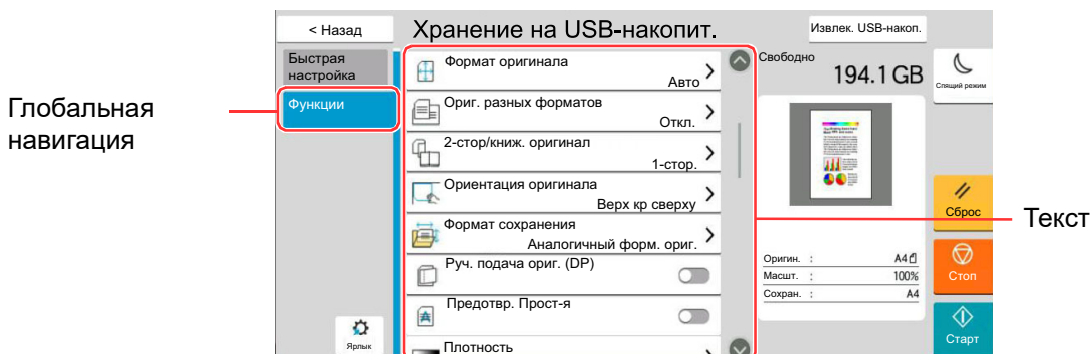 Глобальная
навигация
< Назад
Хранение на USB-накопит.
Извлек. USB-накоп.
Быстрая
настройка
Функции
Ярлык
Формат оригинала
Авто
Ориг. разных форматов
Откл.
2-стор/книж. оригинал
1-стор.
Ориентация оригинала
Верх кр сверху
Формат сохранения
Аналогичный форм. ориг.
Руч. подача ориг. (DP)
Предотвр. Прост-я
Плотность
Свободно
194.1 GB
Оригин. : A4
Масшт. : 100%
Сохран. : A4
Спящий режим
Сброс
Стоп
Старт
Текст